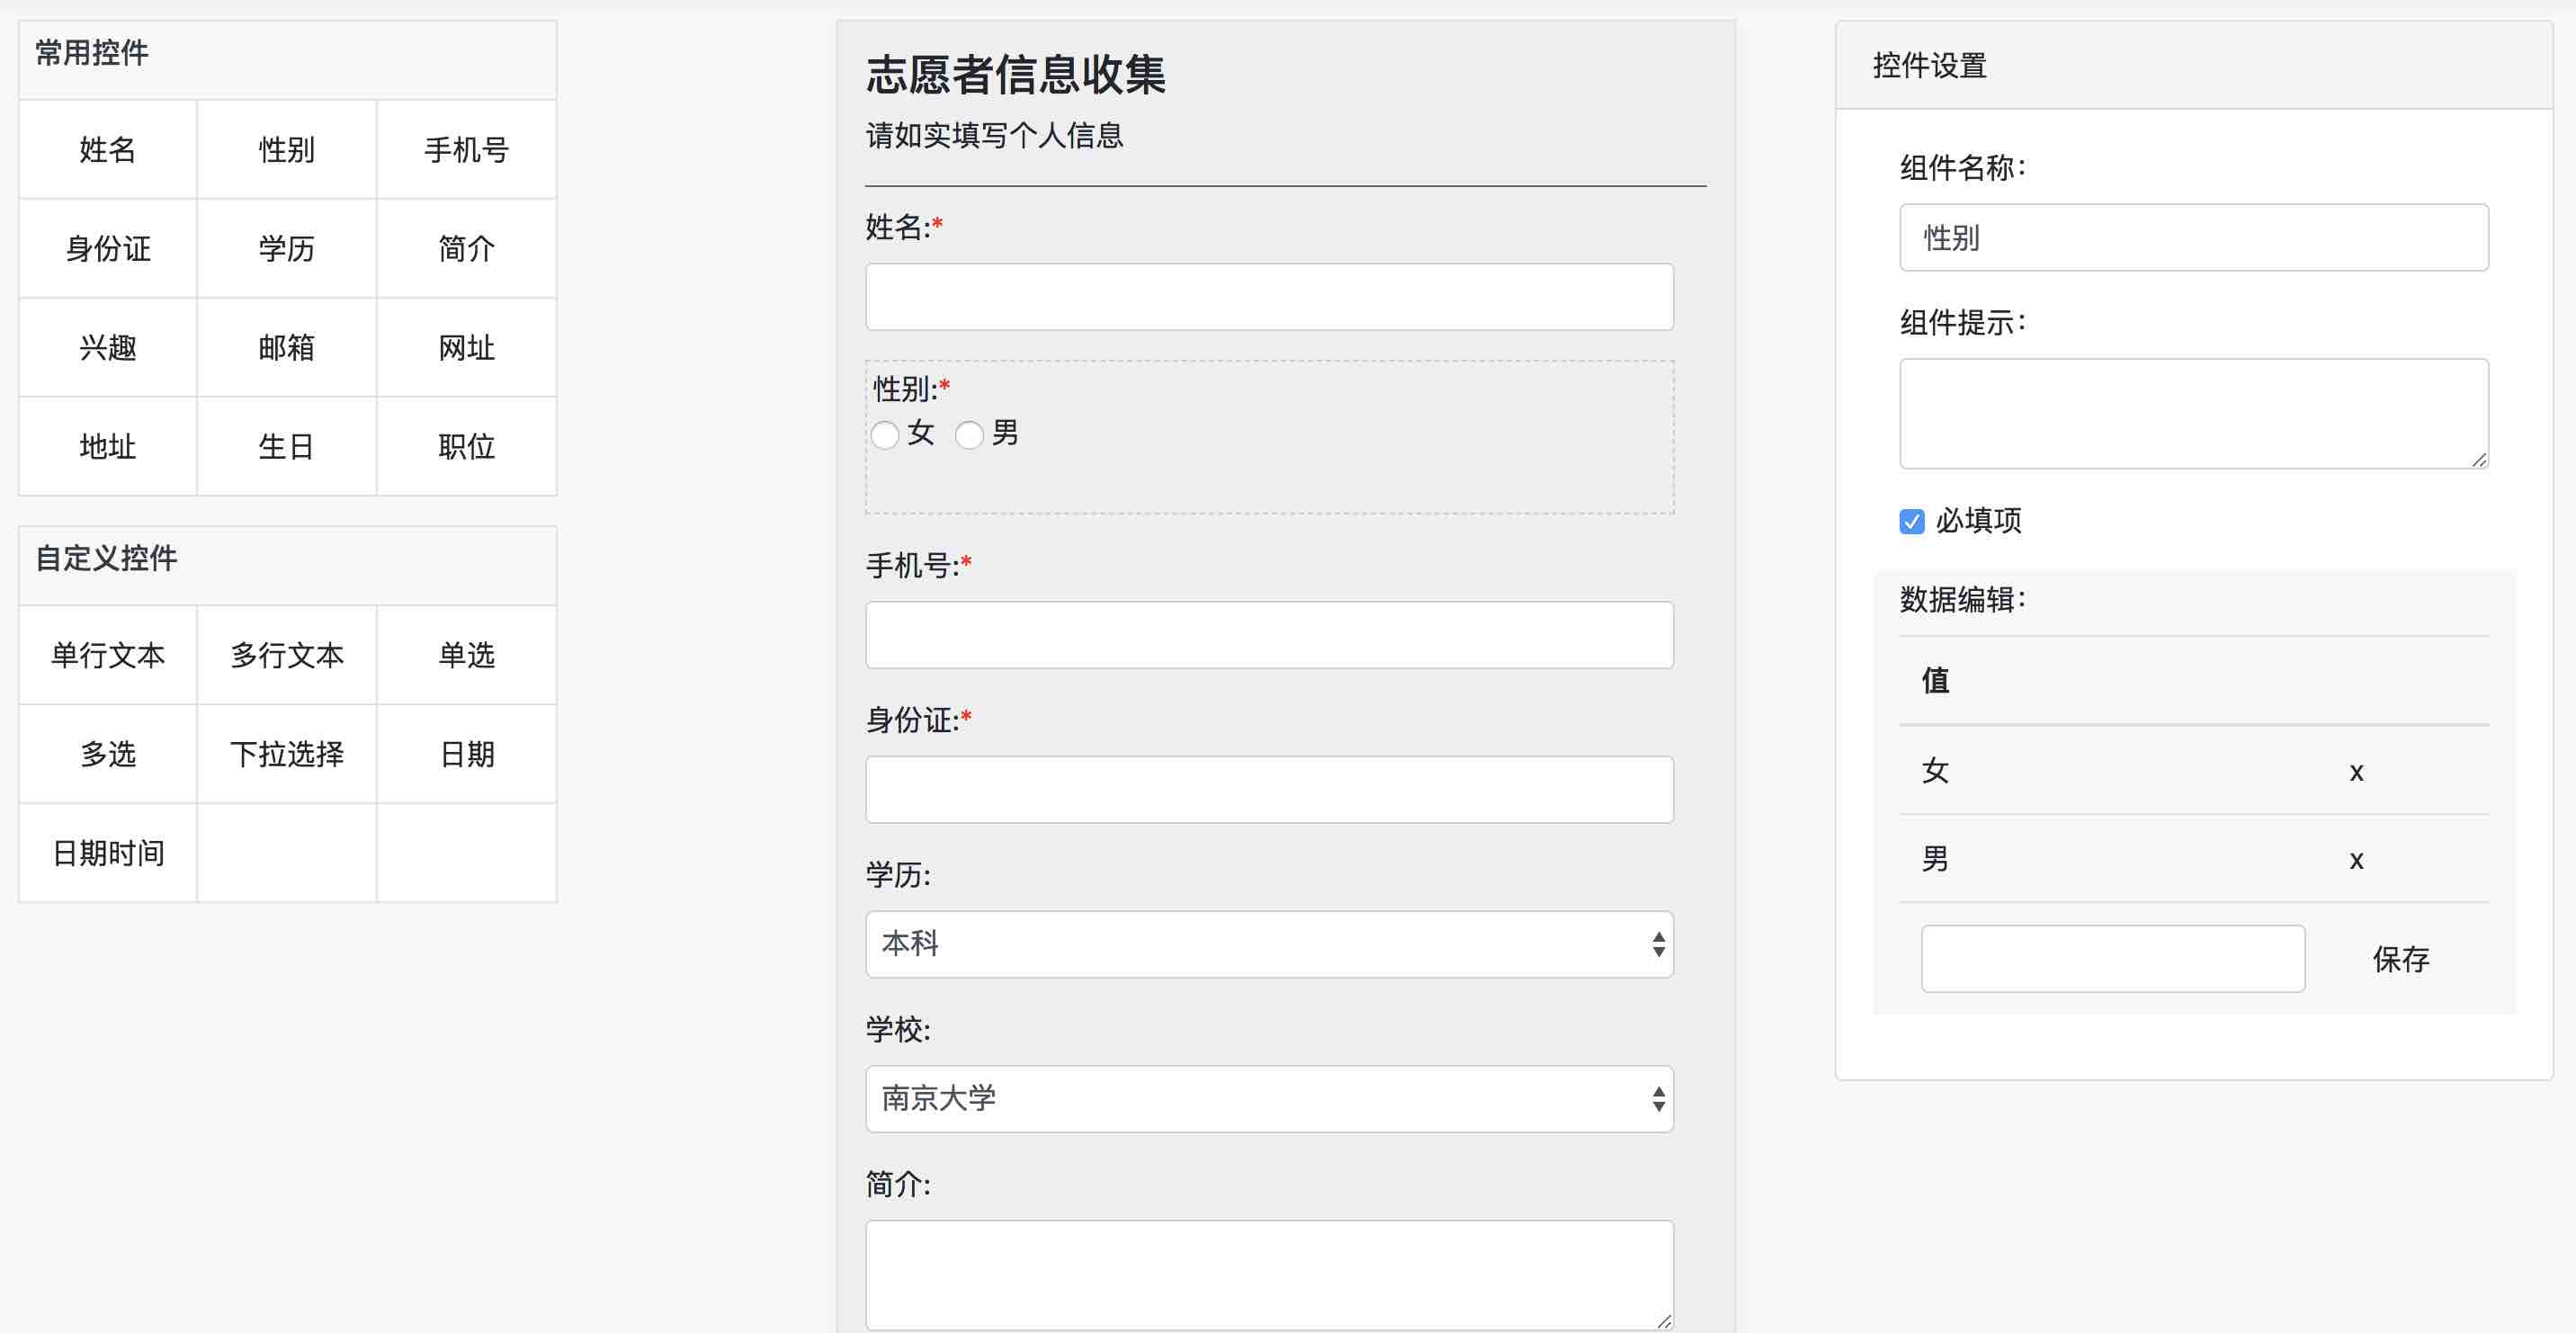 常用控件
姓名 性别 手机号
身份证 学历 简介
兴趣 邮箱 网址
地址 生日 职位
自定义控件
单行文本 多行文本 单选
多选 下拉选择 日期
日期时间
志愿者信息收集
请如实填写个人信息
姓名:*
性别:*
女 男
手机号:*
身份证:*
学历:
本科
学校:
南京大学
简介:
控件设置
组件名称：
性别
组件提示：
必填项
数据编辑：
值
女 x
男 x
保存